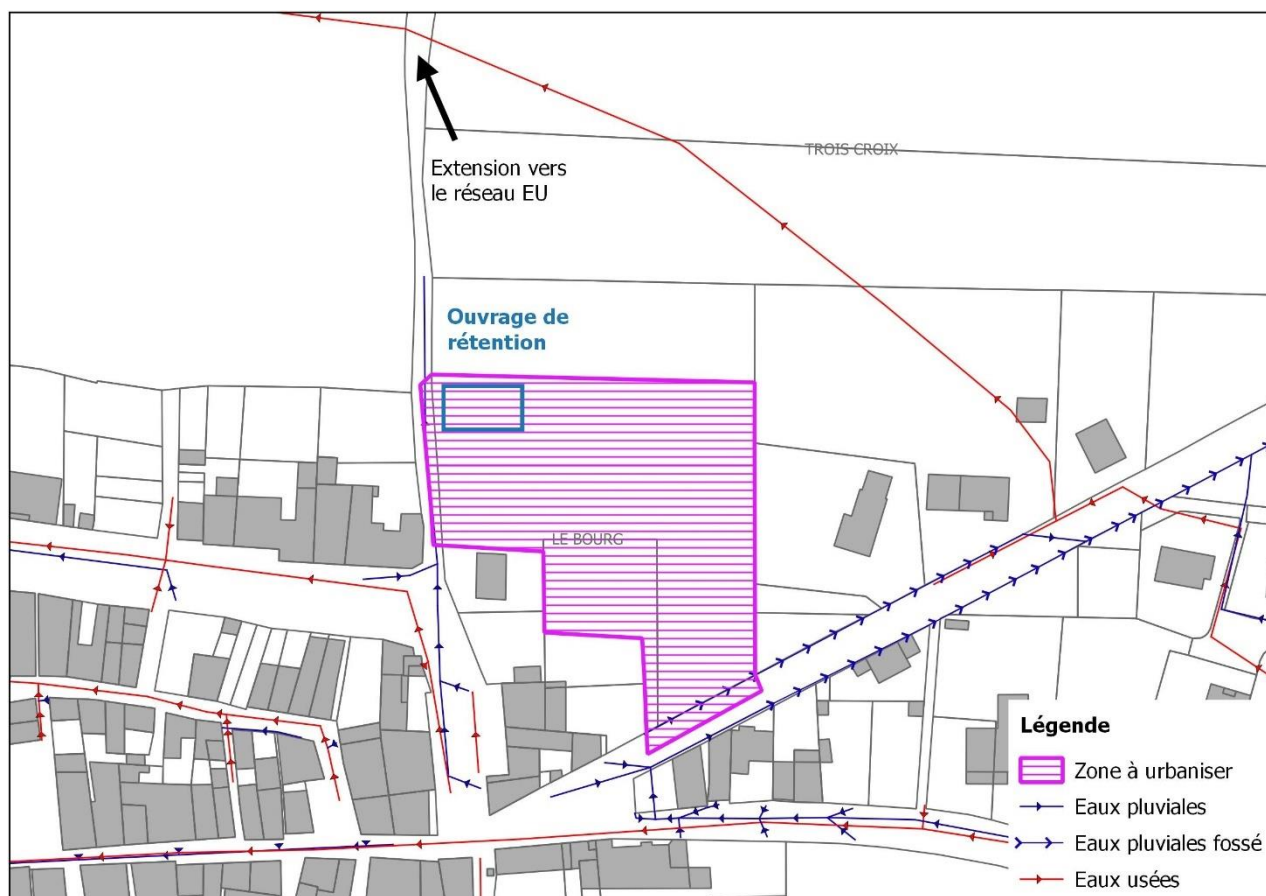 TROIS CROIX
Extension vers
le réseau EU
Ouvrage de
rétention
LE BOURG
Légende
Zone à urbaniser
Eaux pluviales
Eaux pluviales fossé
Eaux usées